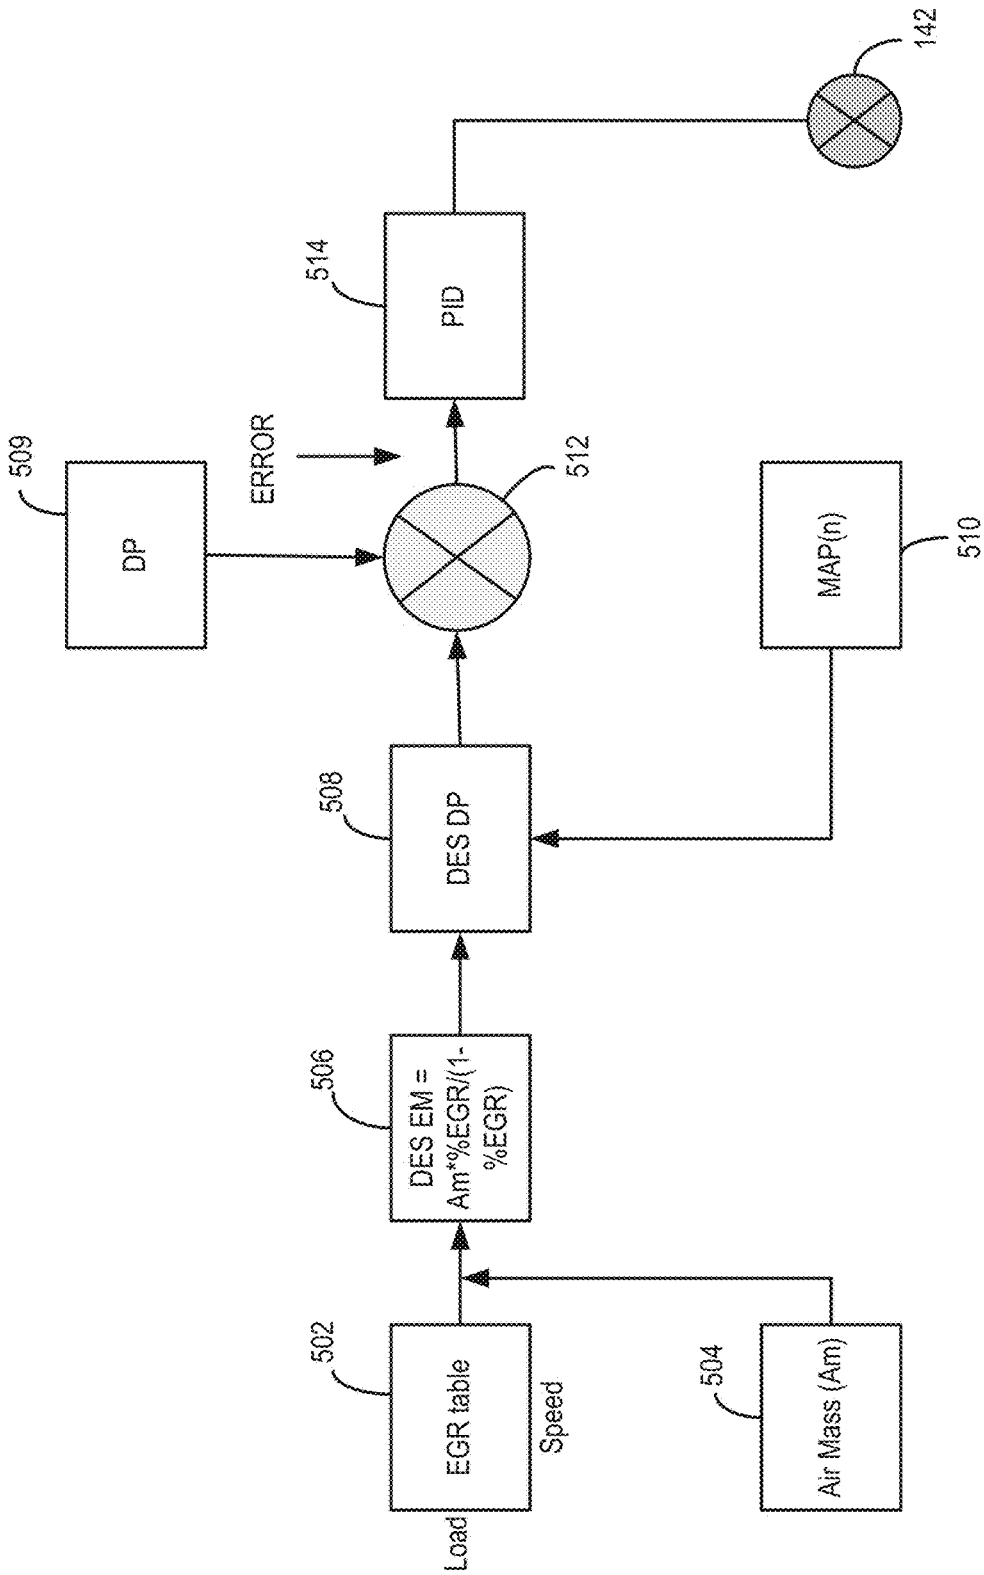 502
Load
EGR table
Speed
504
Air Mass (Am)
506
DES EM =
Am*%EGR/(1-
%EGR)
508
DES DP
509
DP
MAP(n)
510
512
ERROR
514
PID
142